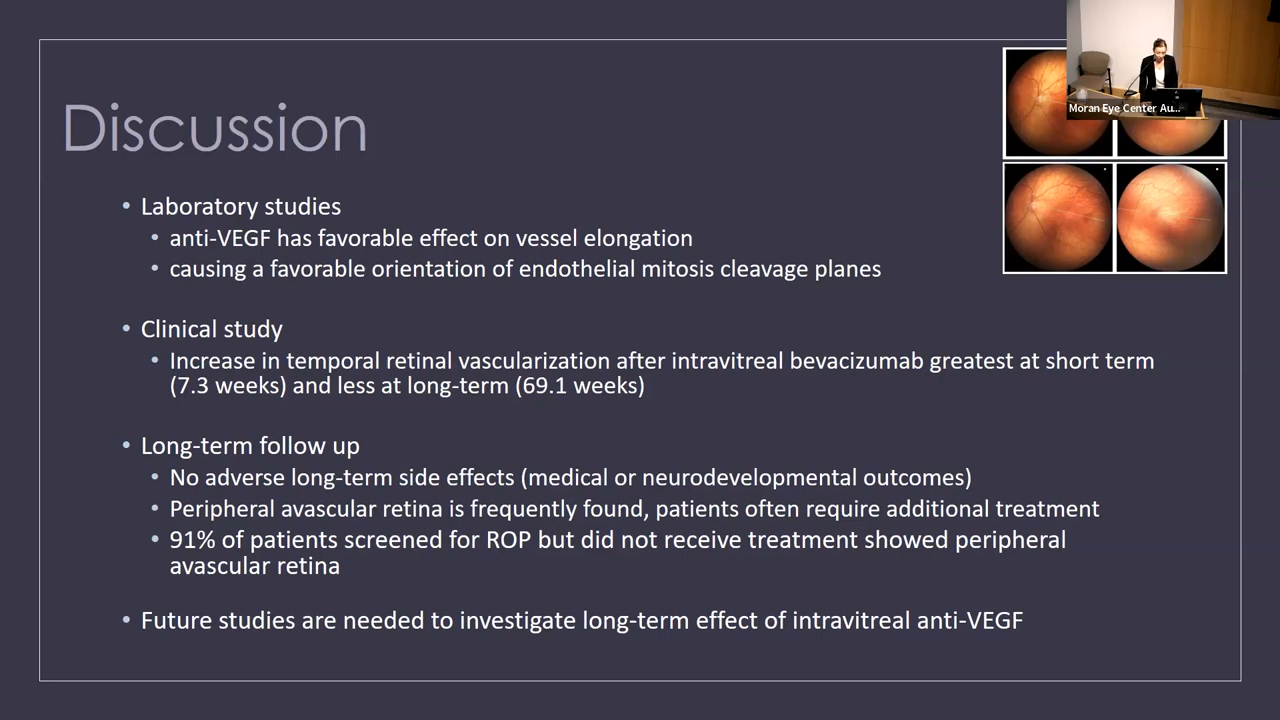 Moran Eye Center Au...
Discussion
• Laboratory studies
• anti-VEGF has favorable effect on vessel elongation
• causing a favorable orientation of endothelial mitosis cleavage planes
• Clinical study
• Increase in temporal retinal vascularization after intravitreal bevacizumab greatest at short term
(7.3 weeks) and less at long-term (69.1 weeks)
• Long-term follow up
• No adverse long-term side effects (medical or neurodevelopmental outcomes)
• Peripheral avascular retina is frequently found, patients often require additional treatment
• 91% of patients screened for ROP but did not receive treatment showed peripheral
avascular retina
• Future studies are needed to investigate long-term effect of intravitreal anti-VEGF